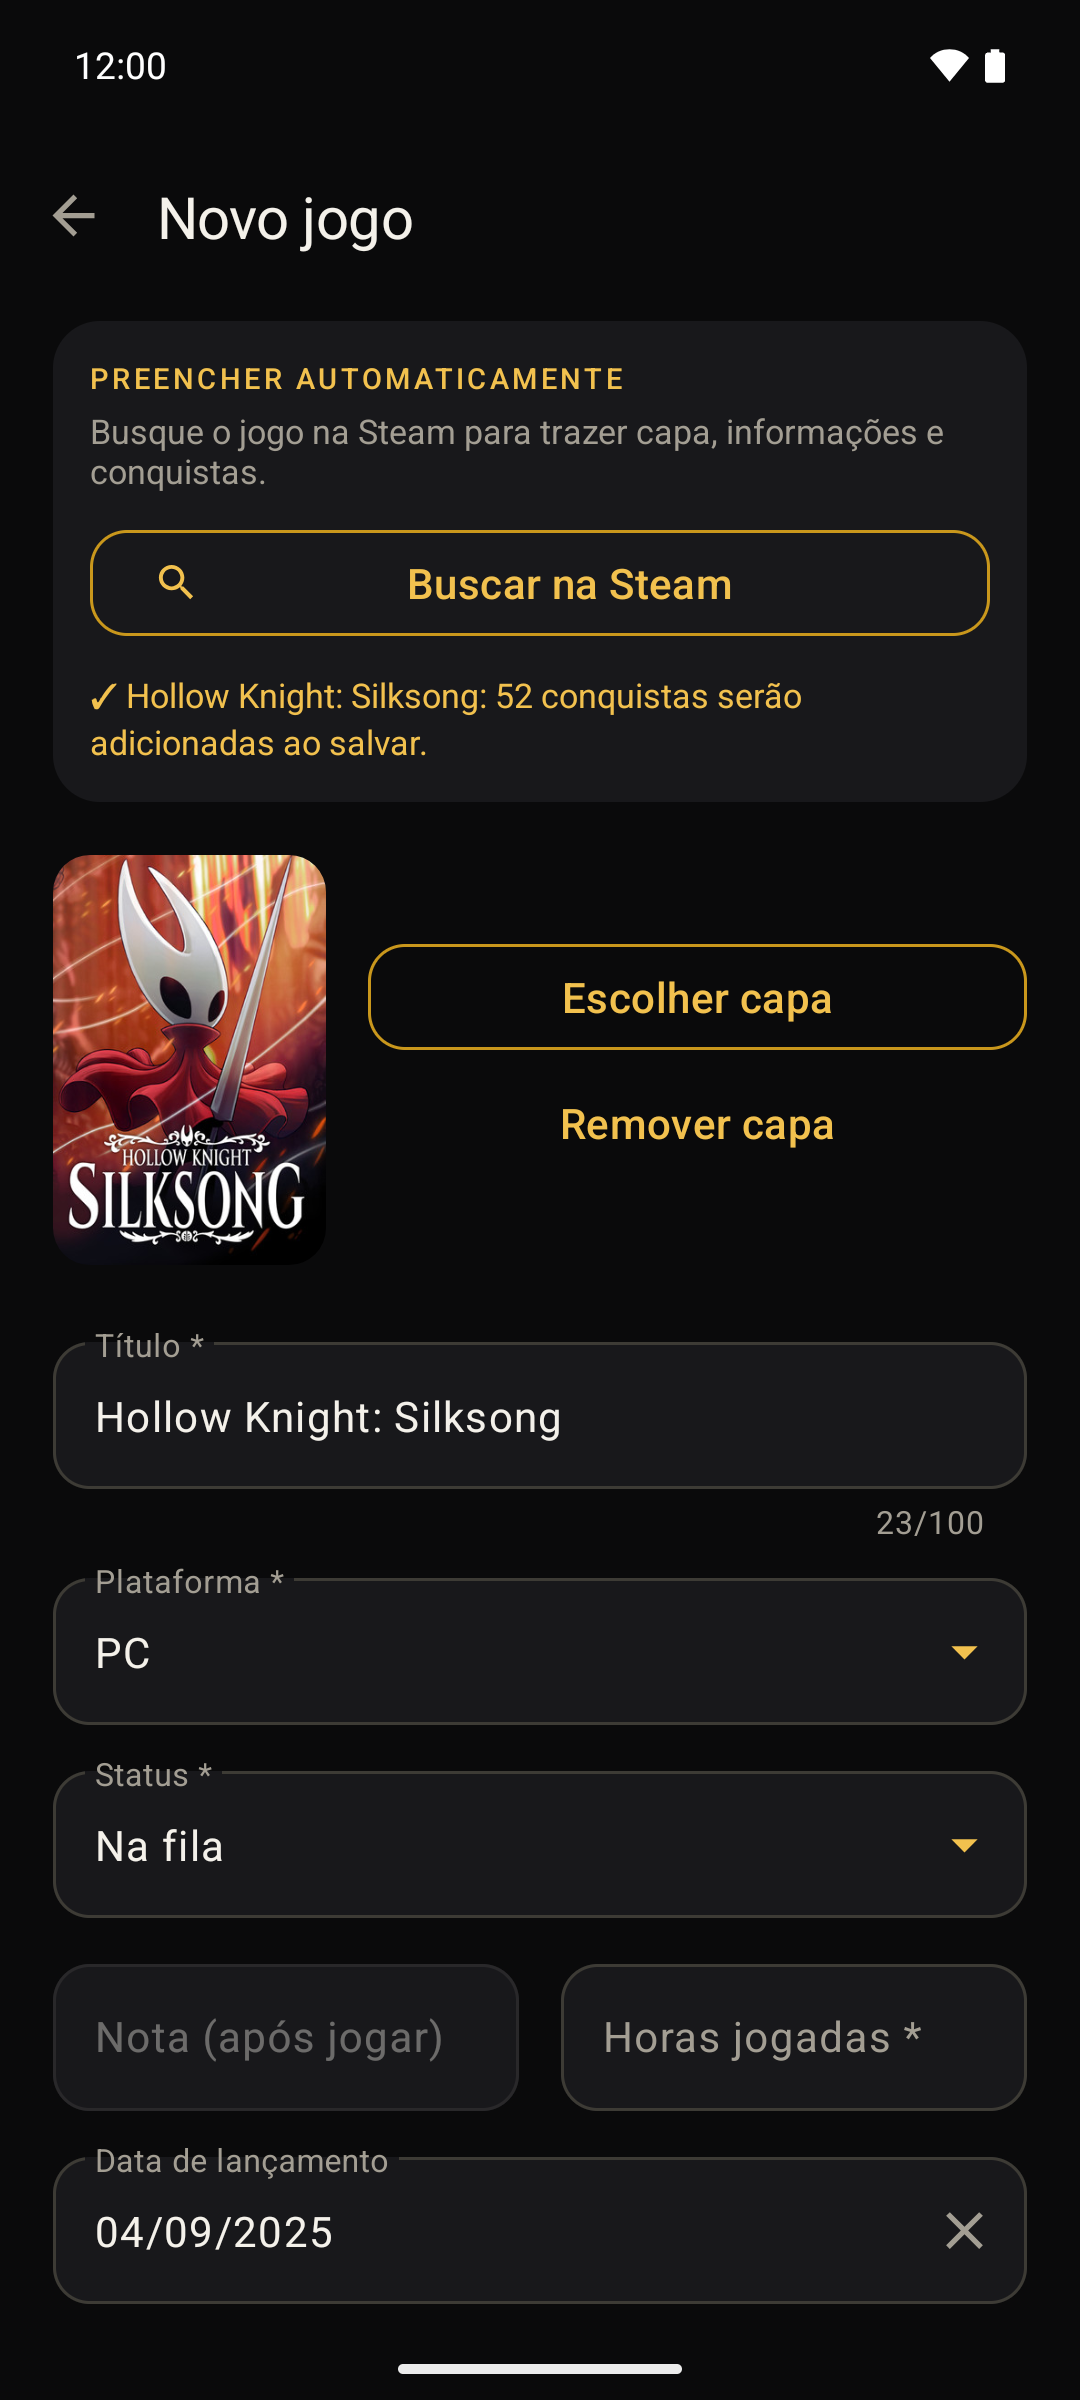 12:00
Novo jogo
PREENCHER AUTOMATICAMENTE
Busque o jogo na Steam para trazer capa, informações e
conquistas.
Buscar na Steam
✓ Hollow Knight: Silksong: 52 conquistas serão
adicionadas ao salvar.
HOLLOW KNIGHT
SILKSONG
Escolher capa
Remover capa
Título *
Hollow Knight: Silksong
23/100
Plataforma *
PC
Status *
Na fila
Nota (após jogar)
Horas jogadas *
Data de lançamento
04/09/2025